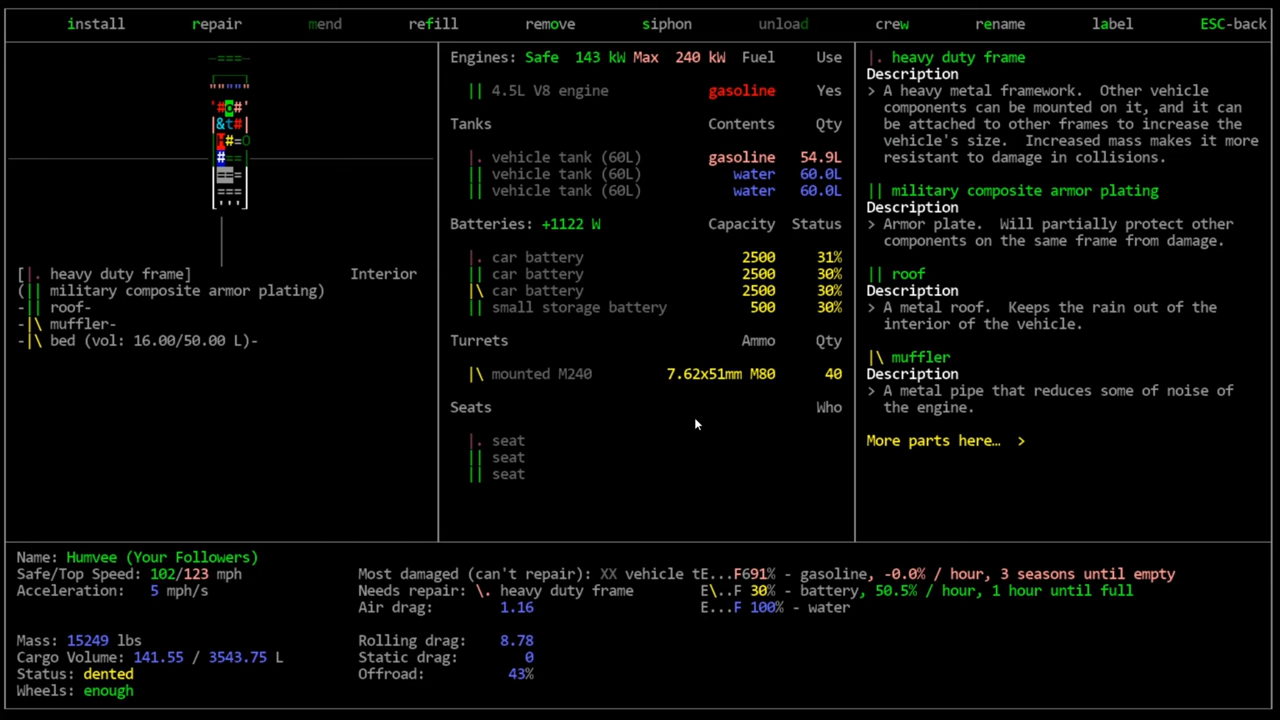 install repair mend refill remove siphon unload crew rename label ESC-back
Engines: Safe 143 kW Max 240 kW Fuel Use
|| 4.5L V8 engine gasoline Yes
Tanks Contents Qty
|. vehicle tank (60L) gasoline 54.9L
|| vehicle tank (60L) water 60.0L
|| vehicle tank (60L) water 60.0L
Batteries: +1122 W Capacity Status
|. car battery 2500 31%
|| car battery 2500 30%
|\ car battery 2500 30%
|| small storage battery 500 30%
Turrets Ammo Qty
|\ mounted M240 7.62x51mm M80 40
Seats Who
|. seat
|| seat
|| seat
[|. heavy duty frame] Interior
(|| military composite armor plating)
-|| roof-
-|\ muffler-
-|\ bed (vol: 16.00/50.00 L)-
|. heavy duty frame
Description
> A heavy metal framework. Other vehicle
components can be mounted on it, and it can
be attached to other frames to increase the
vehicle's size. Increased mass makes it more
resistant to damage in collisions.
|| military composite armor plating
Description
> Armor plate. Will partially protect other
components on the same frame from damage.
|| roof
Description
> A metal roof. Keeps the rain out of the
interior of the vehicle.
|\ muffler
Description
> A metal pipe that reduces some of noise of
the engine.
More parts here… >
Name: Humvee (Your Followers)
Safe/Top Speed: 102/123 mph
Acceleration: 5 mph/s
Mass: 15249 lbs
Cargo Volume: 141.55 / 3543.75 L
Status: dented
Wheels: enough
Most damaged (can't repair): XX vehicle tE...F691% - gasoline, -0.0% / hour, 3 seasons until empty
Needs repair: \. heavy duty frame E\..F 30% - battery, 50.5% / hour, 1 hour until full
Air drag: 1.16 E...F 100% - water
Rolling drag: 8.78
Static drag: 0
Offroad: 43%